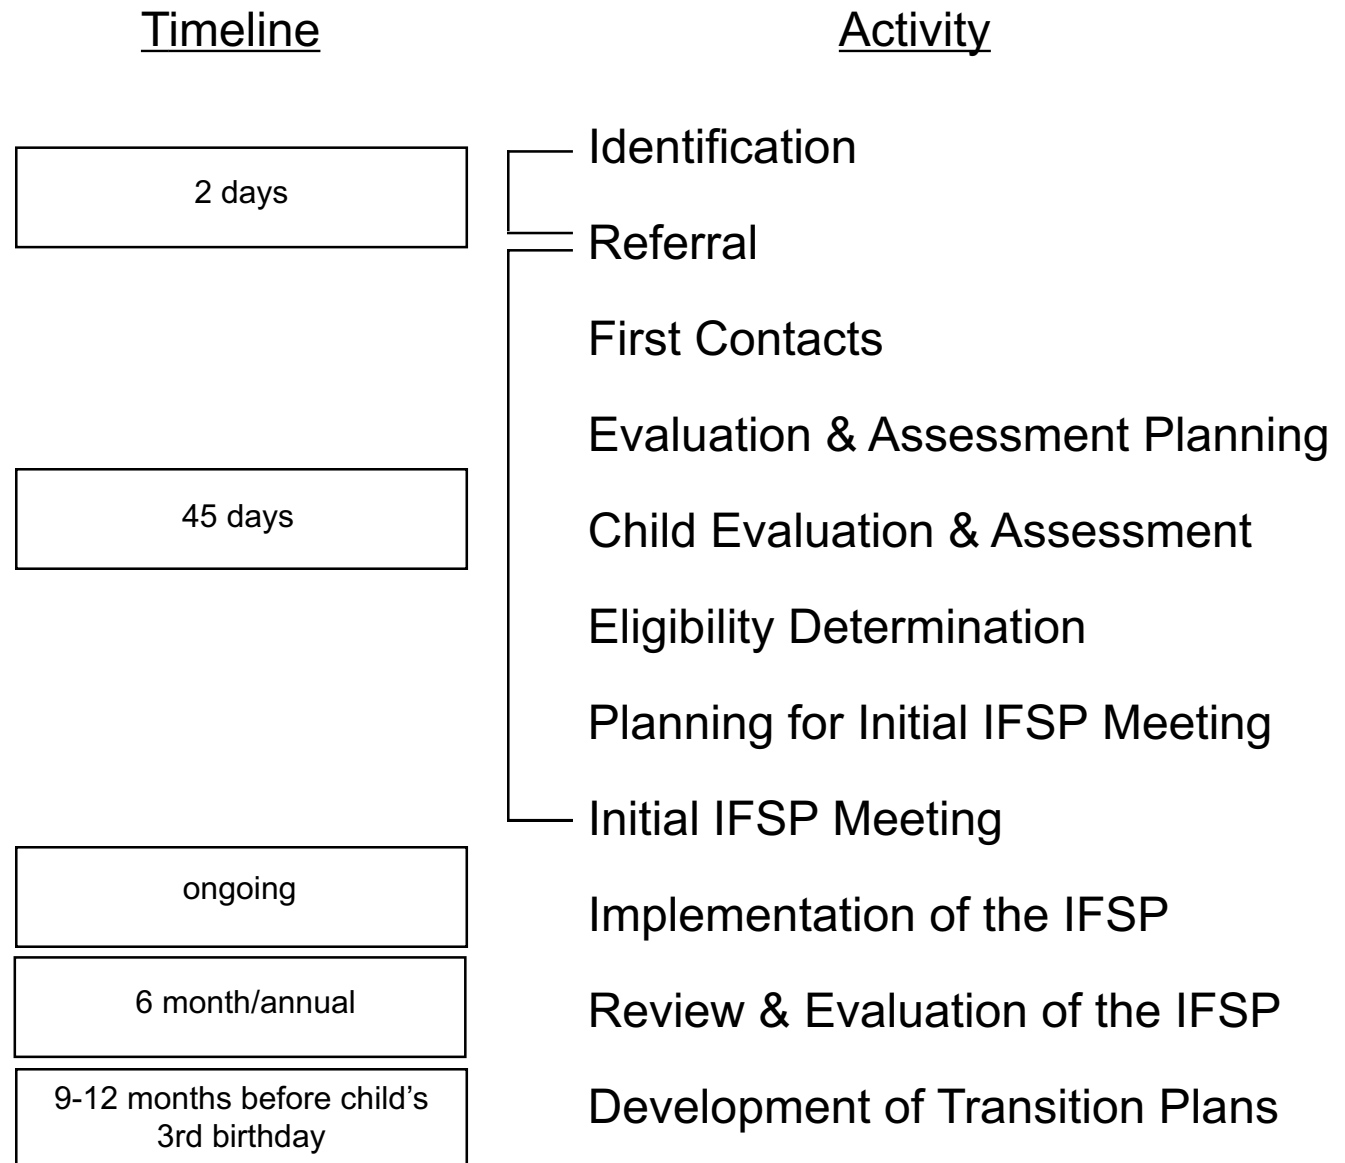 Timeline
Activity
2 days
Identification
Referral
First Contacts
Evaluation & Assessment Planning
45 days
Child Evaluation & Assessment
Eligibility Determination
Planning for Initial IFSP Meeting
Initial IFSP Meeting
ongoing
Implementation of the IFSP
6 month/annual
Review & Evaluation of the IFSP
9-12 months before child’s
3rd birthday
Development of Transition Plans